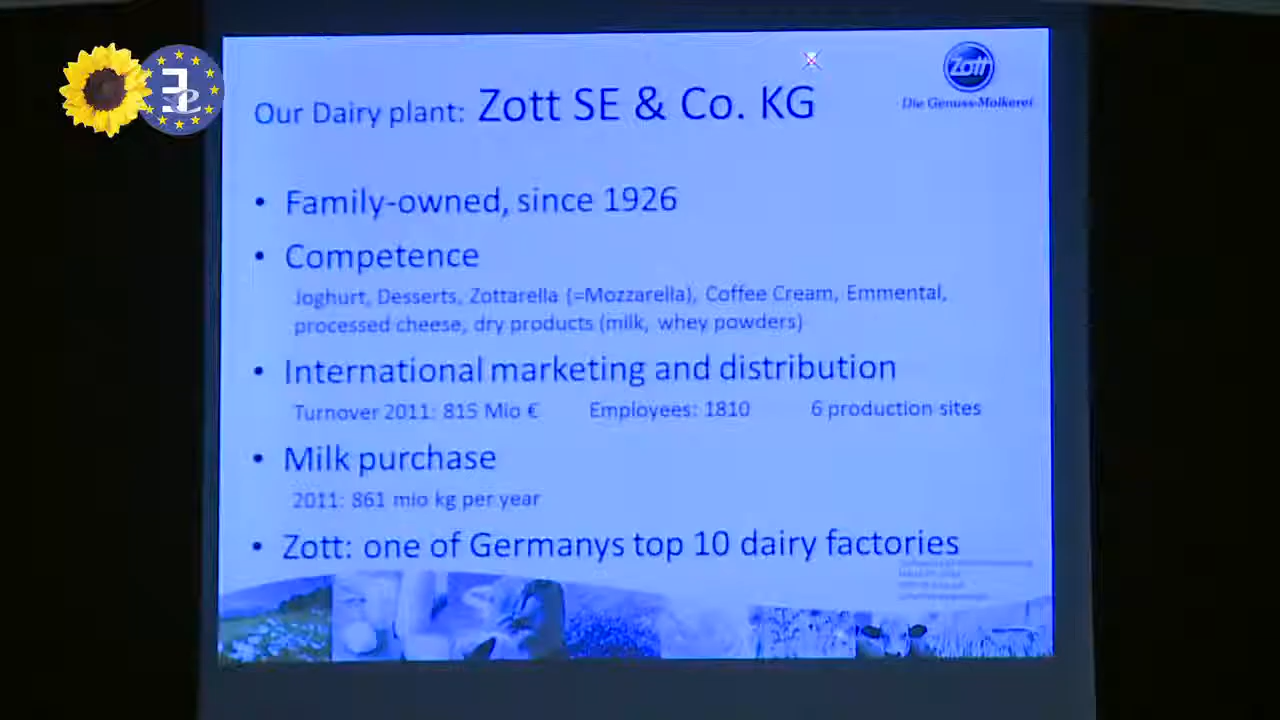 Zott
Die Genuss-Molkerei
Our Dairy plant: Zott SE & Co. KG
• Family-owned, since 1926
• Competence
Joghurt, Desserts, Zottarella (=Mozzarella), Coffee Cream, Emmental,
processed cheese, dry products (milk, whey powders)
• International marketing and distribution
Turnover 2011: 815 Mio € Employees: 1810 6 production sites
• Milk purchase
2011: 861 mio kg per year
• Zott: one of Germanys top 10 dairy factories